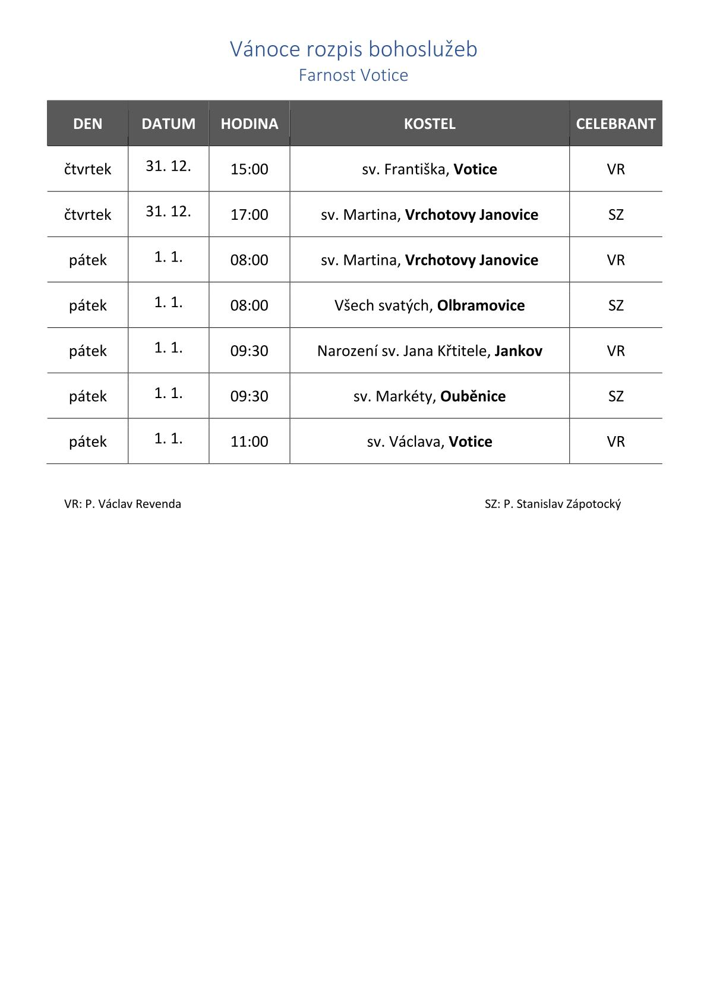 Vánoce rozpis bohoslužeb
Farnost Votice
DEN DATUM HODINA KOSTEL CELEBRANT
čtvrtek 31. 12. 15:00 sv. Františka, Votice VR
čtvrtek 31. 12. 17:00 sv. Martina, Vrchotovy Janovice SZ
pátek 1. 1. 08:00 sv. Martina, Vrchotovy Janovice VR
pátek 1. 1. 08:00 Všech svatých, Olbramovice SZ
pátek 1. 1. 09:30 Narození sv. Jana Křtitele, Jankov VR
pátek 1. 1. 09:30 sv. Markéty, Ouběnice SZ
pátek 1. 1. 11:00 sv. Václava, Votice VR
VR: P. Václav Revenda SZ: P. Stanislav Zápotocký